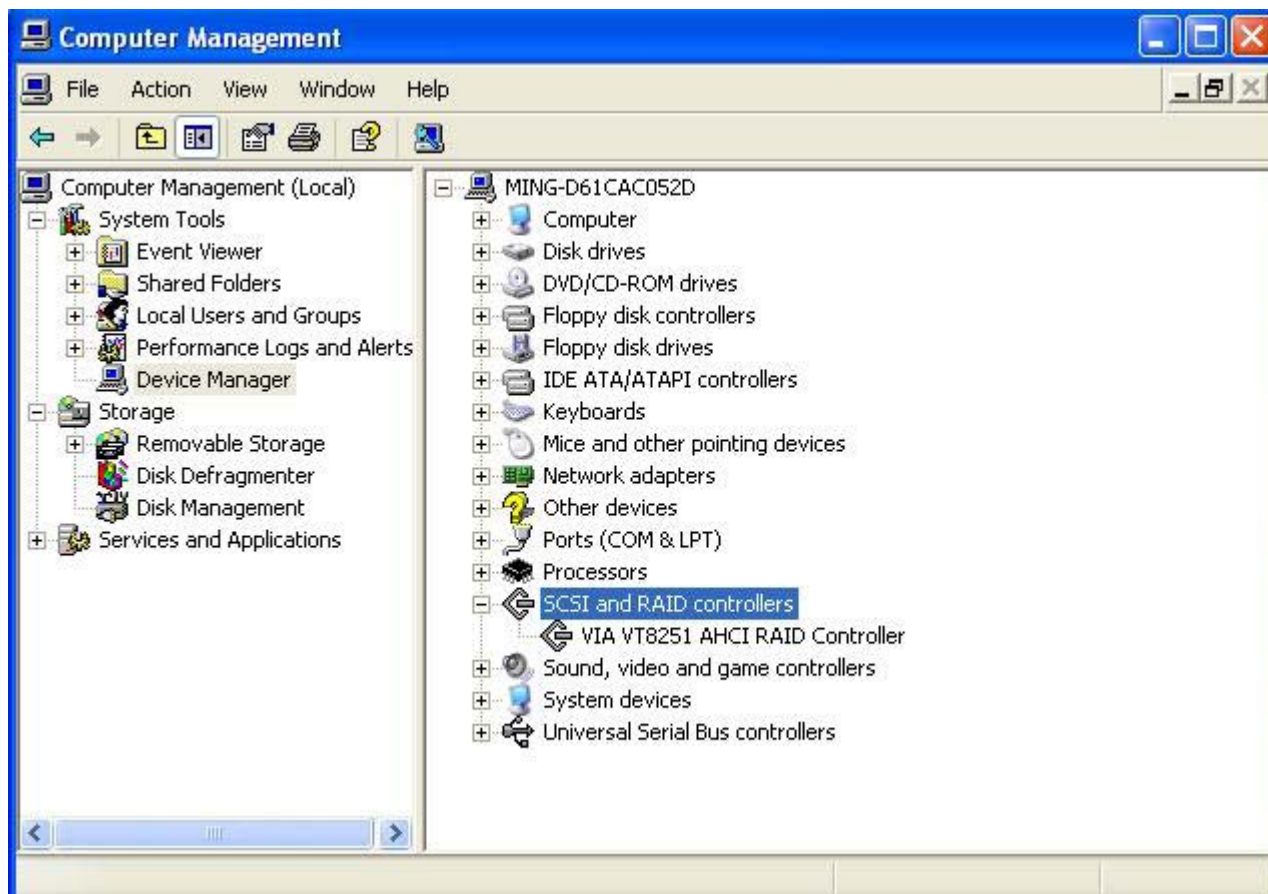 Computer Management
File Action View Window Help
Computer Management (Local)
System Tools
Event Viewer
Shared Folders
Local Users and Groups
Performance Logs and Alerts
Device Manager
Storage
Removable Storage
Disk Defragmenter
Disk Management
Services and Applications
MING-D61CAC052D
Computer
Disk drives
DVD/CD-ROM drives
Floppy disk controllers
Floppy disk drives
IDE ATA/ATAPI controllers
Keyboards
Mice and other pointing devices
Network adapters
Other devices
Ports (COM & LPT)
Processors
SCSI and RAID controllers
VIA VT8251 AHCI RAID Controller
Sound, video and game controllers
System devices
Universal Serial Bus controllers